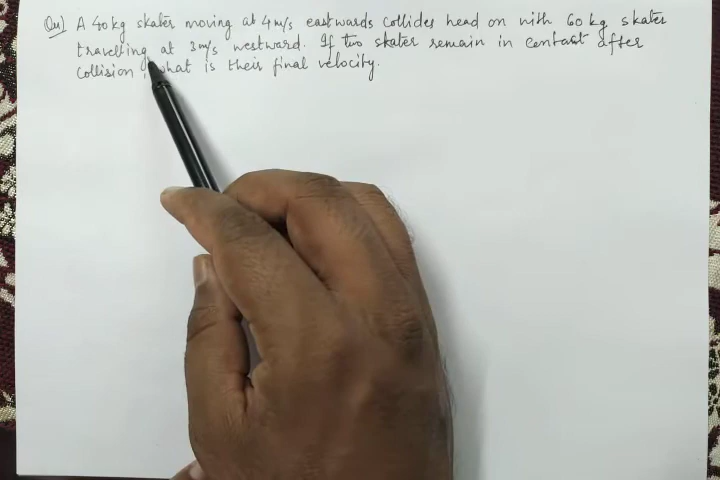 Qu1) A 40kg skater moving at 4m/s eastwards collides head on with 60kg skater
travelling at 3m/s westward. If two skater remain in contact after
collision, what is their final velocity.